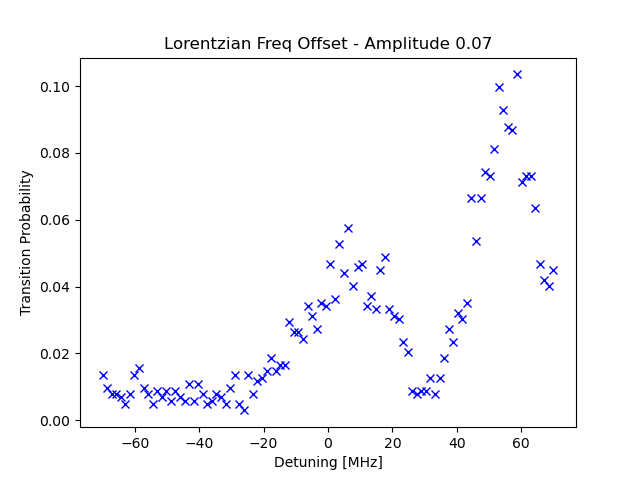 Lorentzian Freq Offset - Amplitude 0.07
Transition Probability
0.10
0.08
0.06
0.04
0.02
0.00
−60 −40 −20 0 20 40 60
Detuning [MHz]